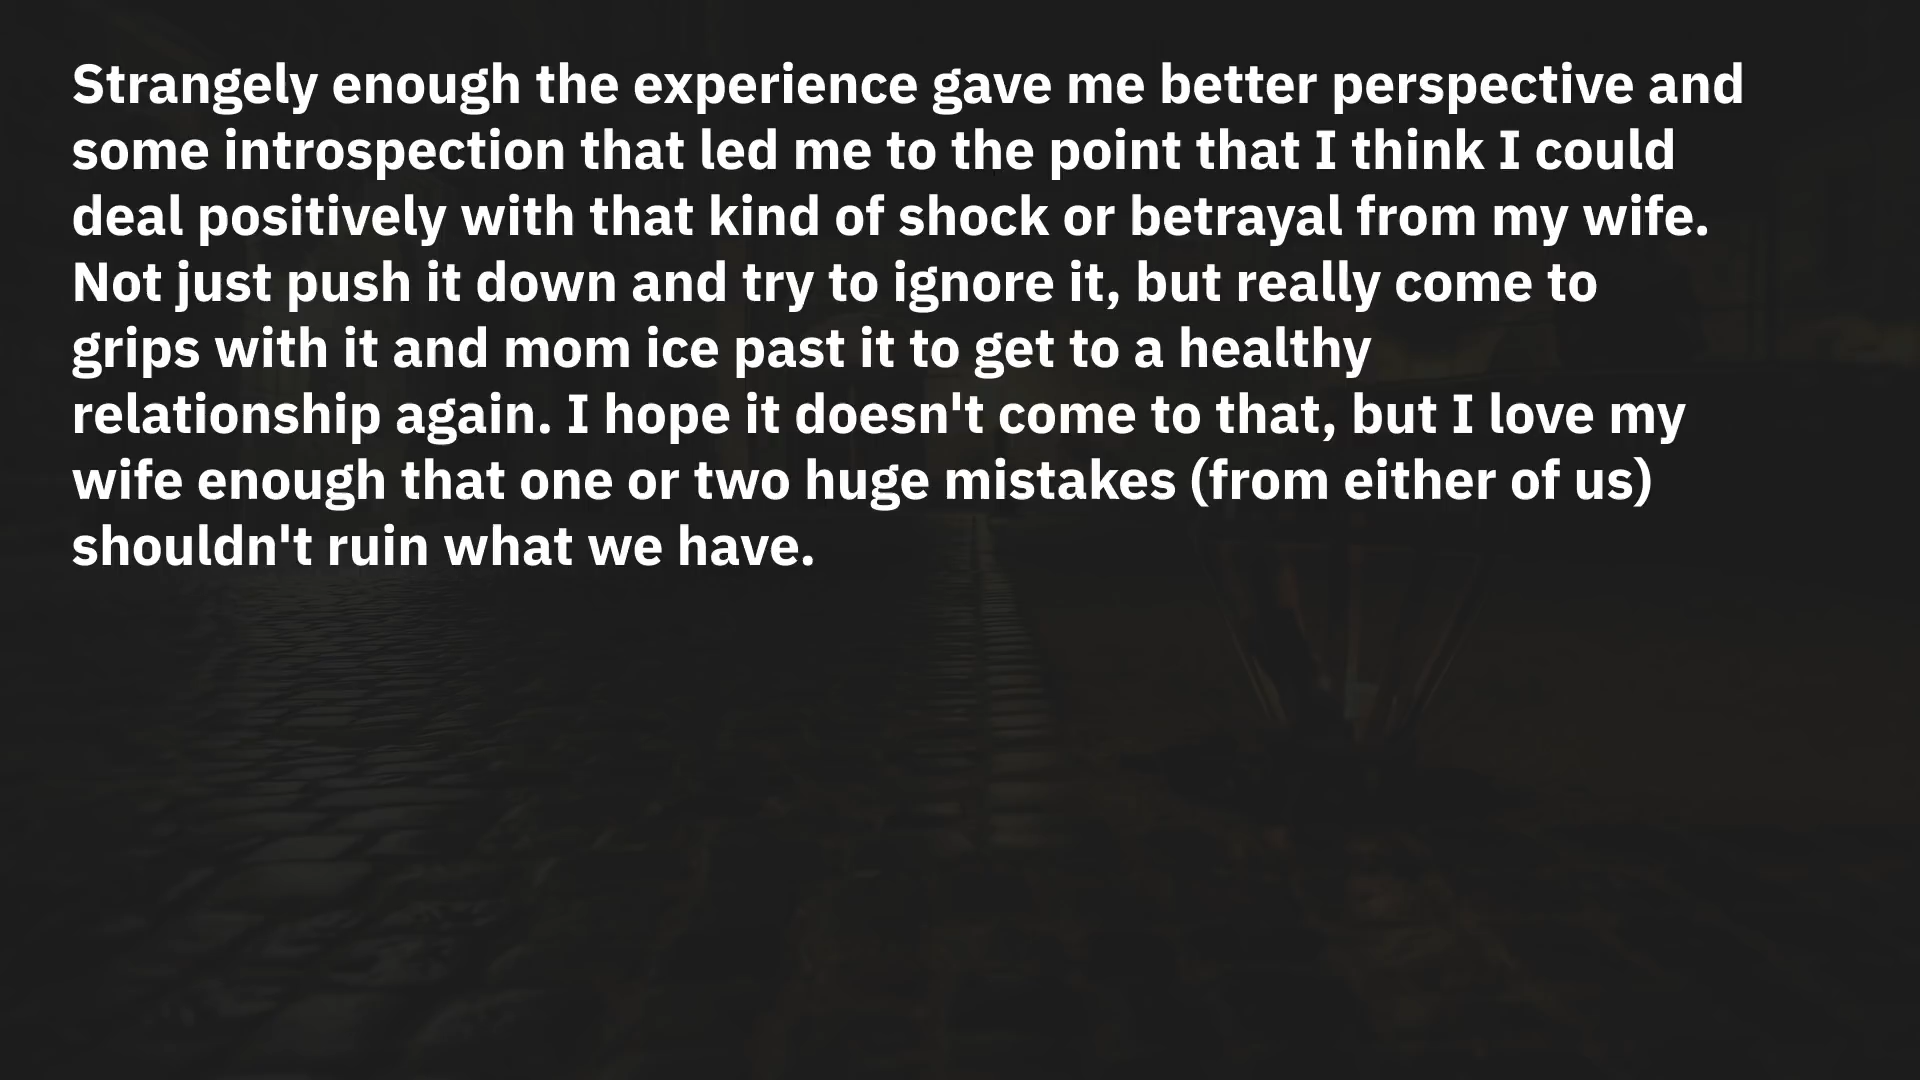 Strangely enough the experience gave me better perspective and
some introspection that led me to the point that I think I could
deal positively with that kind of shock or betrayal from my wife.
Not just push it down and try to ignore it, but really come to
grips with it and mom ice past it to get to a healthy
relationship again. I hope it doesn't come to that, but I love my
wife enough that one or two huge mistakes (from either of us)
shouldn't ruin what we have.